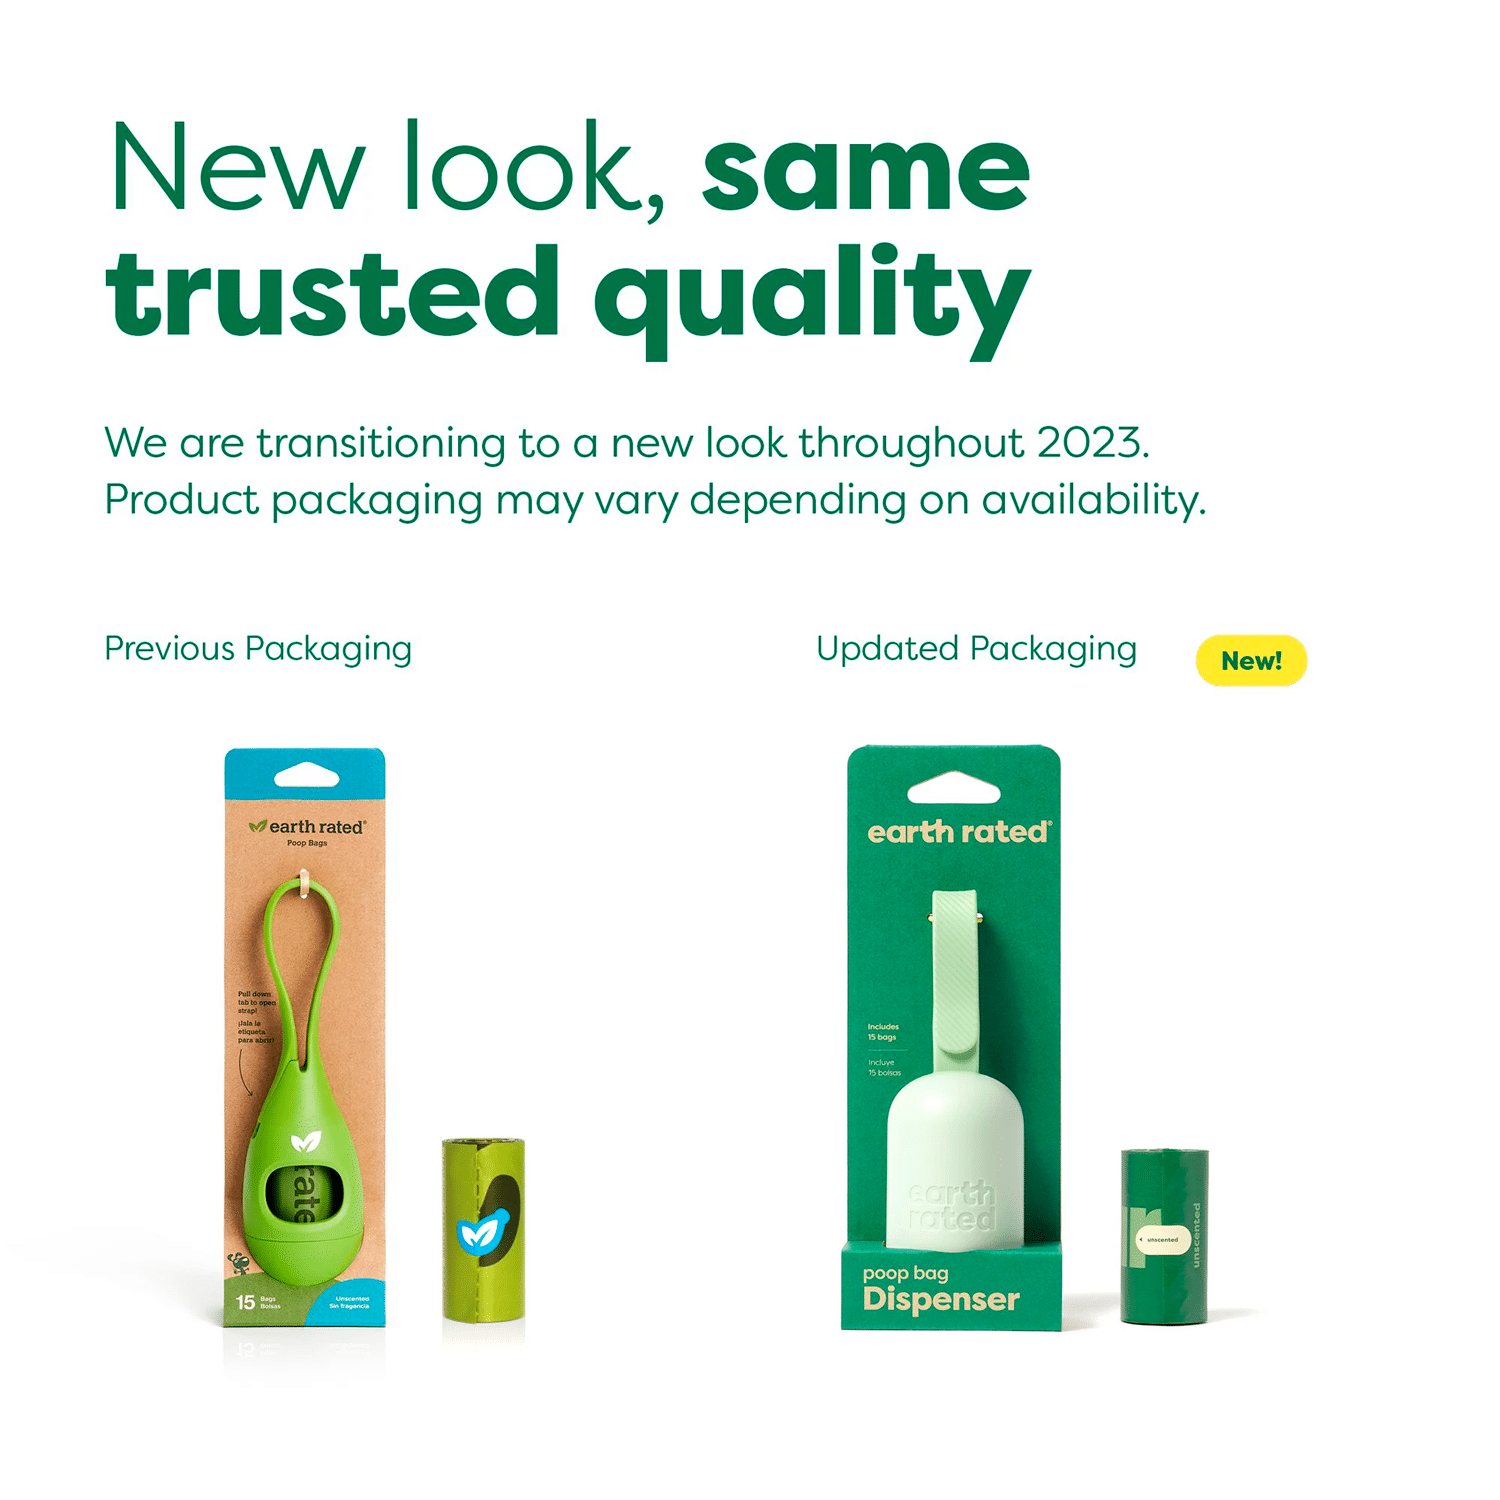 New look, same
trusted quality
We are transitioning to a new look throughout 2023.
Product packaging may vary depending on availability.
Previous Packaging
Updated Packaging
New!
earth rated®
Poop Bags
Pull down
tab to open
strap!
¡Jala la
etiqueta
para abrir!
rate
15 Bags
Bolsas
Unscented
Sin fragancia
earth rated®
Includes
15 bags
Incluye
15 bolsas
earth
rated
poop bag
Dispenser
r
unscented
unscented